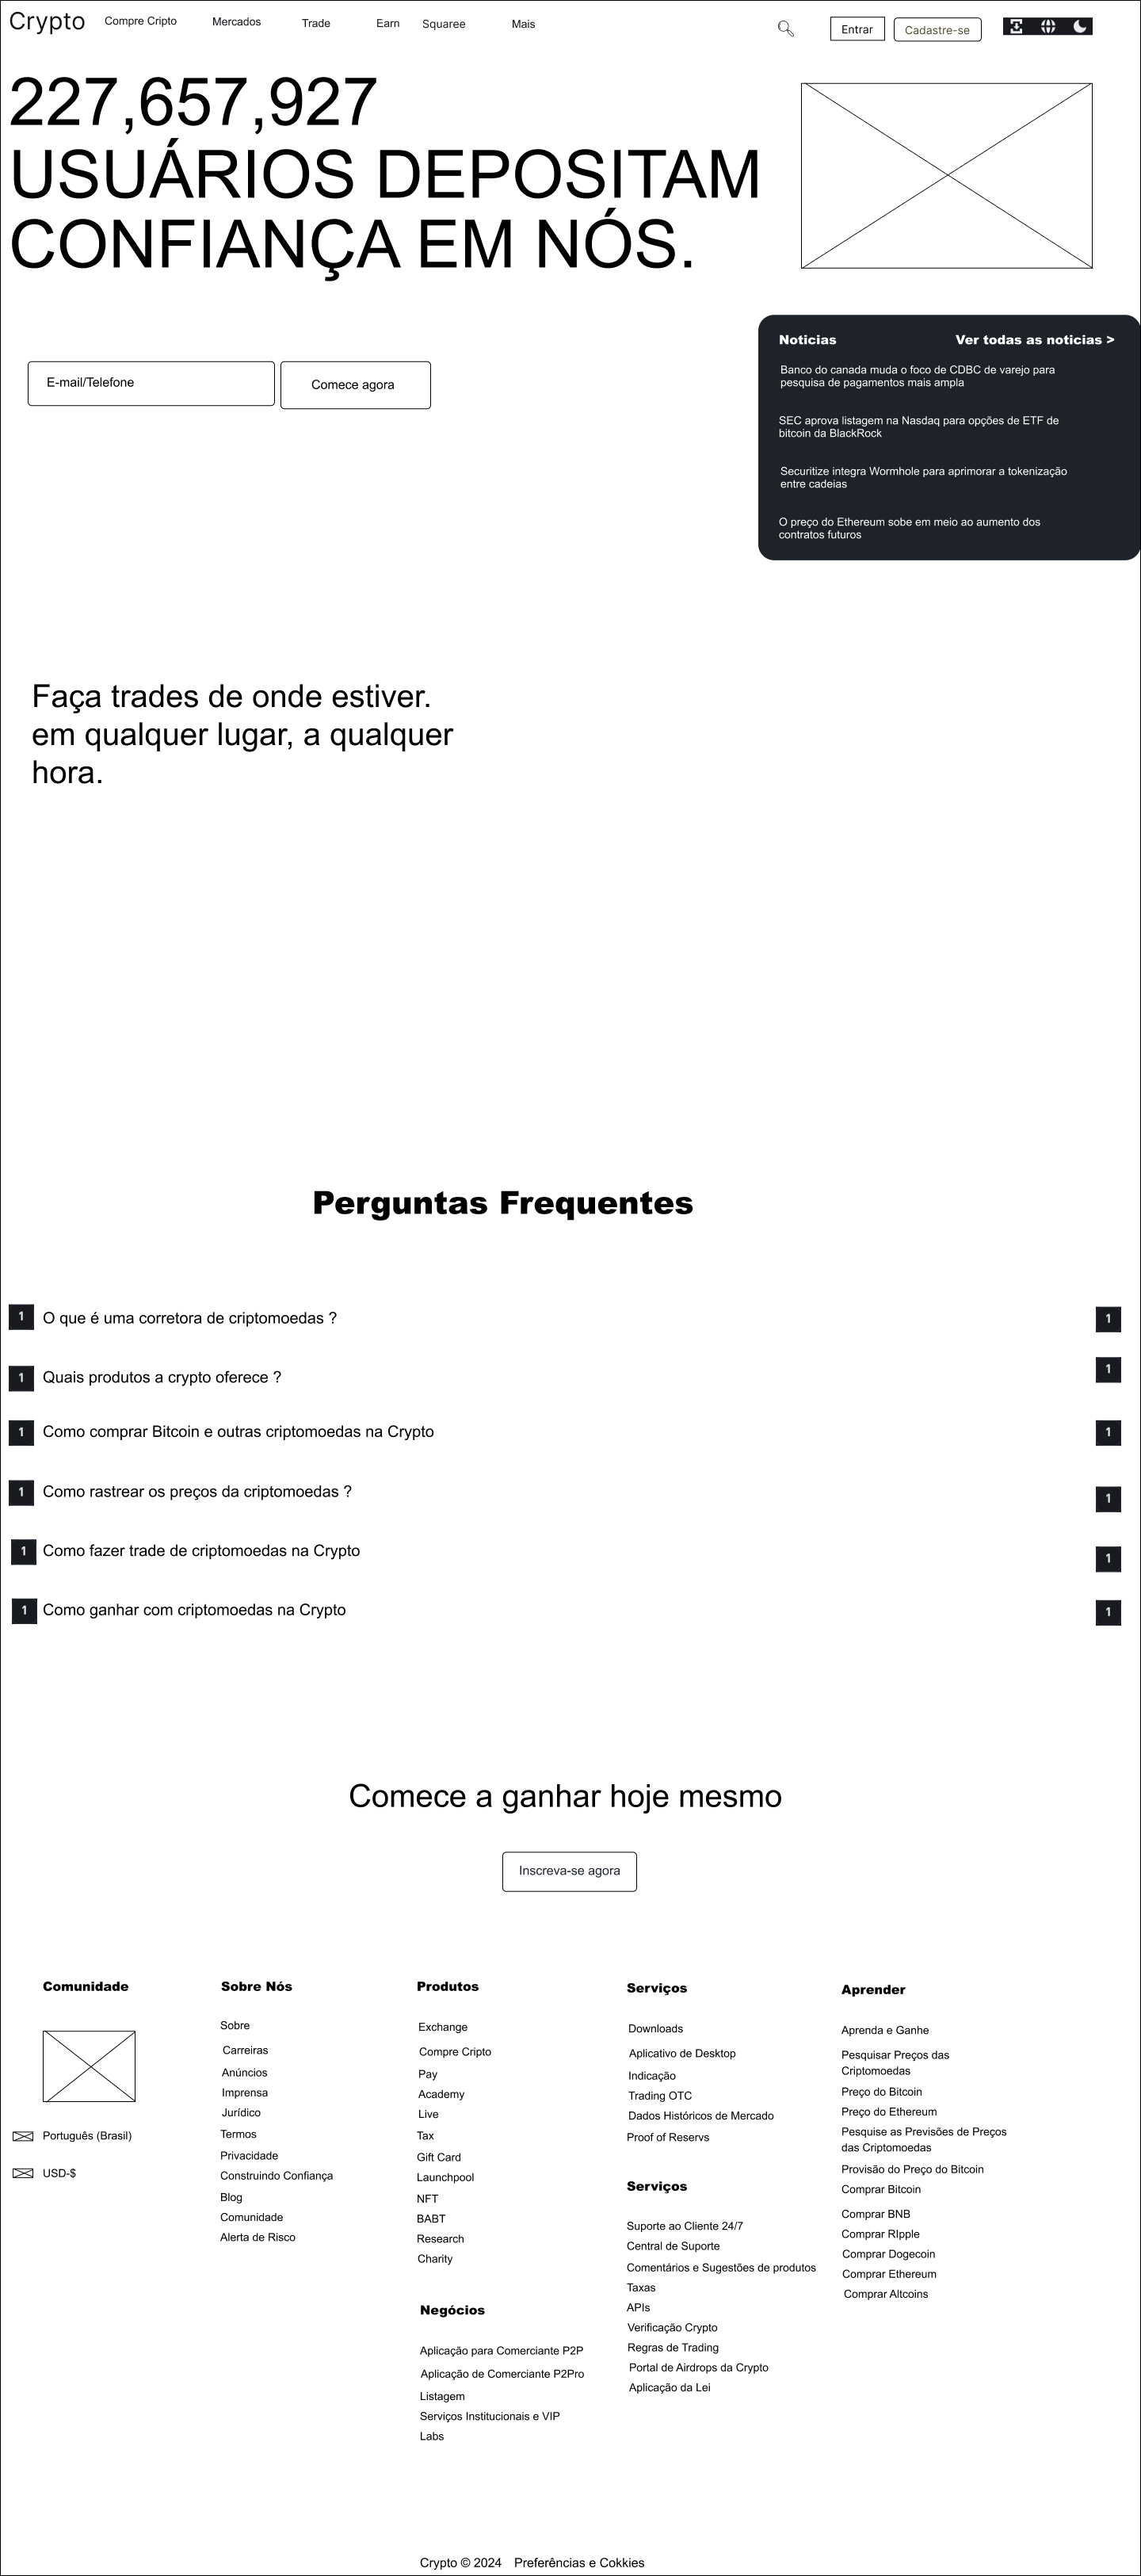 Crypto
Compre Cripto
Mercados
Trade
Earn
Squaree
Mais
Entrar
Cadastre-se
227,657,927
USUÁRIOS DEPOSITAM
CONFIANÇA EM NÓS.
E-mail/Telefone
Comece agora
Noticias
Ver todas as noticias >
Banco do canada muda o foco de CDBC de varejo para
pesquisa de pagamentos mais ampla
SEC aprova listagem na Nasdaq para opções de ETF de
bitcoin da BlackRock
Securitize integra Wormhole para aprimorar a tokenização
entre cadeias
O preço do Ethereum sobe em meio ao aumento dos
contratos futuros
Faça trades de onde estiver.
em qualquer lugar, a qualquer
hora.
Perguntas Frequentes
1 O que é uma corretora de criptomoedas ? 1
1 Quais produtos a crypto oferece ? 1
1 Como comprar Bitcoin e outras criptomoedas na Crypto 1
1 Como rastrear os preços da criptomoedas ? 1
1 Como fazer trade de criptomoedas na Crypto 1
1 Como ganhar com criptomoedas na Crypto 1
Comece a ganhar hoje mesmo
Inscreva-se agora
Comunidade
Português (Brasil)
USD-$
Sobre Nós
Sobre
Carreiras
Anúncios
Imprensa
Jurídico
Termos
Privacidade
Construindo Confiança
Blog
Comunidade
Alerta de Risco
Produtos
Exchange
Compre Cripto
Pay
Academy
Live
Tax
Gift Card
Launchpool
NFT
BABT
Research
Charity
Negócios
Aplicação para Comerciante P2P
Aplicação de Comerciante P2Pro
Listagem
Serviços Institucionais e VIP
Labs
Serviços
Downloads
Aplicativo de Desktop
Indicação
Trading OTC
Dados Históricos de Mercado
Proof of Reservs
Serviços
Suporte ao Cliente 24/7
Central de Suporte
Comentários e Sugestões de produtos
Taxas
APIs
Verificação Crypto
Regras de Trading
Portal de Airdrops da Crypto
Aplicação da Lei
Aprender
Aprenda e Ganhe
Pesquisar Preços das
Criptomoedas
Preço do Bitcoin
Preço do Ethereum
Pesquise as Previsões de Preços
das Criptomoedas
Provisão do Preço do Bitcoin
Comprar Bitcoin
Comprar BNB
Comprar RIpple
Comprar Dogecoin
Comprar Ethereum
Comprar Altcoins
Crypto © 2024 Preferências e Cokkies